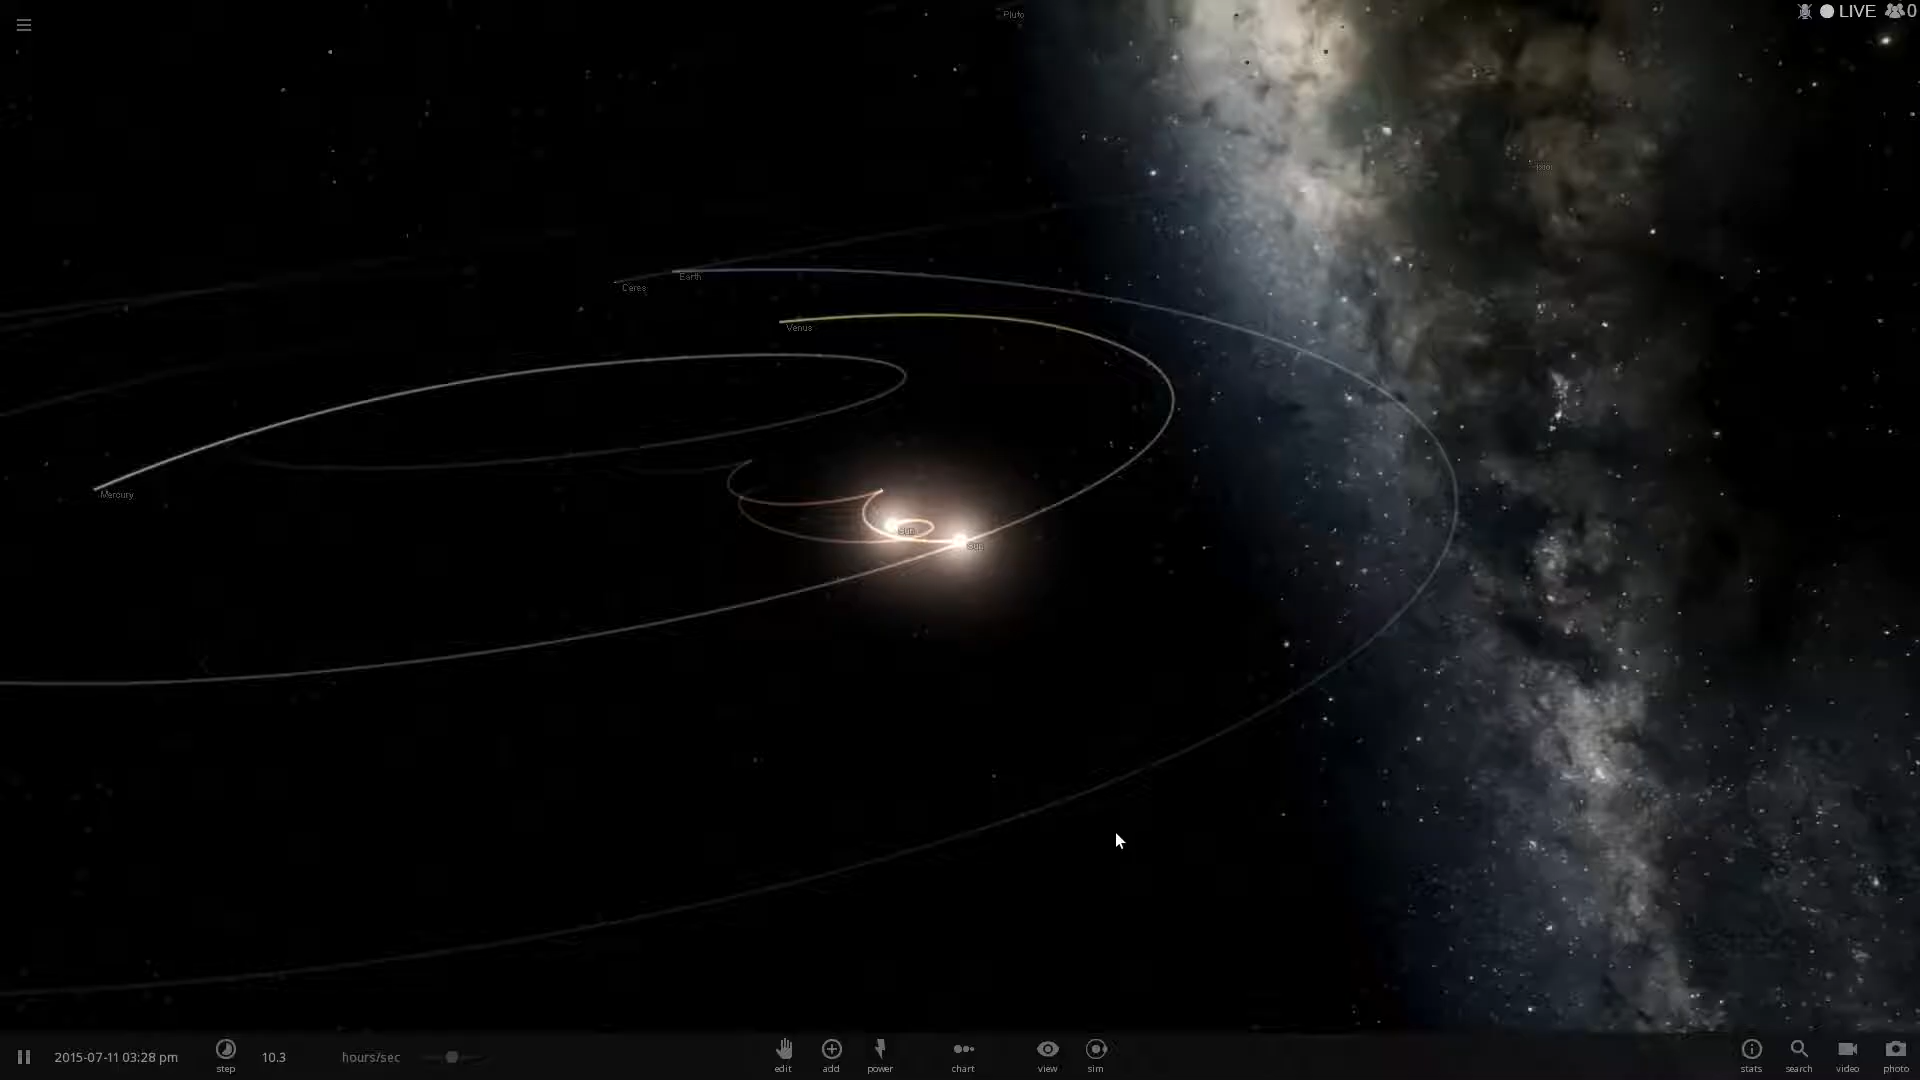 Pluto
LIVE 0
Earth
Ceres
Venus
Mercury
Sun
Sun
2015-07-11 03:28 pm
step
10.3
hours/sec
edit
add
power
chart
view
sim
stats
search
video
photo